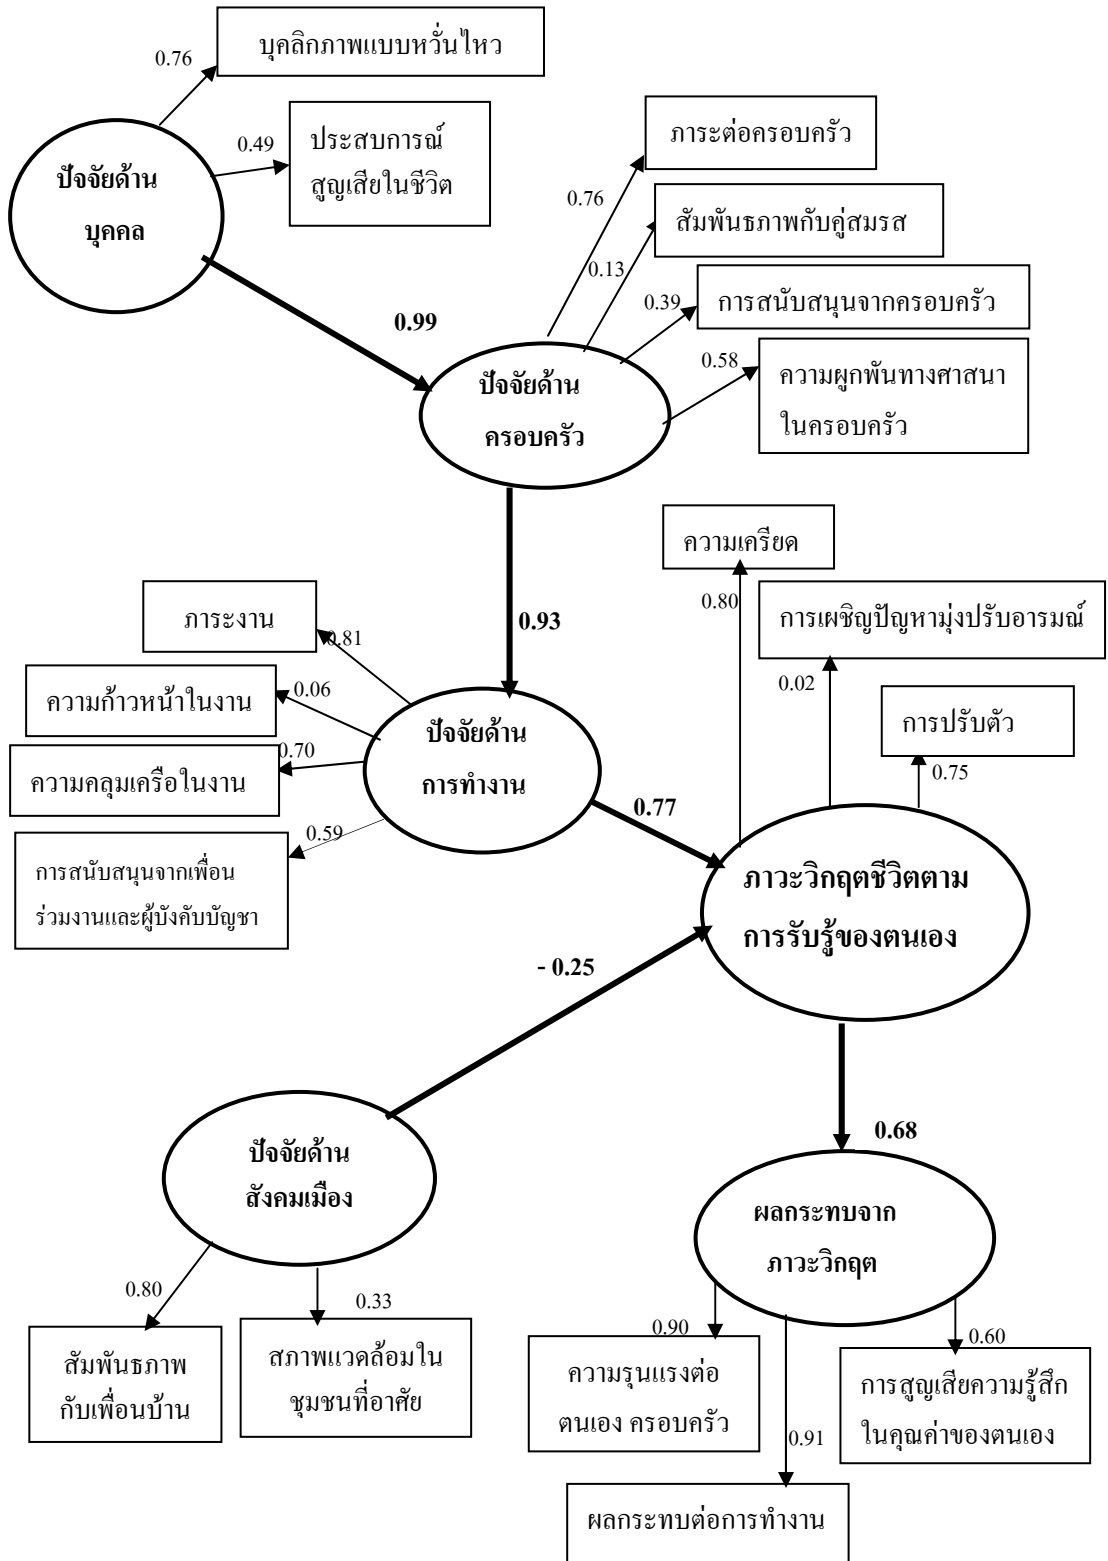 บุคลิกภาพแบบหวั่นไหว
0.76
ประสบการณ์
สูญเสียในชีวิต
0.49
ปัจจัยด้าน
บุคคล
0.99
ภาระต่อครอบครัว
0.76
สัมพันธภาพกับคู่สมรส
0.13
การสนับสนุนจากครอบครัว
0.39
ความผูกพันทางศาสนา
ในครอบครัว
0.58
ปัจจัยด้าน
ครอบครัว
0.93
ความเครียด
0.80
การเผชิญปัญหามุ่งปรับอารมณ์
0.02
การปรับตัว
0.75
ภาระงาน
0.81
ความก้าวหน้าในงาน
0.06
ความคลุมเครือในงาน
0.70
การสนับสนุนจากเพื่อน
ร่วมงานและผู้บังคับบัญชา
0.59
ปัจจัยด้าน
การทำงาน
0.77
ภาวะวิกฤตชีวิตตาม
การรับรู้ของตนเอง
- 0.25
0.68
ปัจจัยด้าน
สังคมเมือง
0.80
0.33
สัมพันธภาพ
กับเพื่อนบ้าน
สภาพแวดล้อมใน
ชุมชนที่อาศัย
ผลกระทบจาก
ภาวะวิกฤต
0.90
0.60
ความรุนแรงต่อ
ตนเอง ครอบครัว
การสูญเสียความรู้สึก
ในคุณค่าของตนเอง
0.91
ผลกระทบต่อการทำงาน